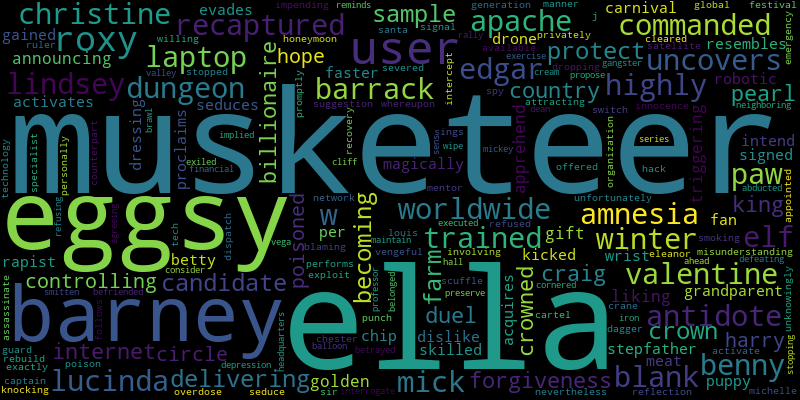 christine
roxy
evades
recaptured
sample
apache
carnival
commanded
gained
announcing
laptop
user
drone
protect
uncovers
resembles
lindsey
dungeon
hope
barrack
edgar
highly
pearl
activates
seduces
faster
country
robotic
billionaire
dressing
proclaims
magically
apprehend
triggering
intend
signed
musketeer
paw
king
eggsy
w
per
worldwide
trained
gift
amnesia
fan
winter
elf
kicked
wrist
rapist
betty
poisoned
becoming
farm
craig
valentine
grandparent
controlling
candidate
liking
antidote
barney
ella
duel
acquires
crowned
dislike
skilled
stepfather
crown
harry
internet
circle
chip
meat
benny
lucinda
delivering
golden
mick
forgiveness
blank
puppy
impending
reminds
j
generation
manner
global
festival
honeymoon
santa
signal
privately
cleared
emergency
ruler
willing
rally
available
satellite
valley
stopped
severed
exercise
cream
dropping
gangster
neighboring
suggestion
whereupon
spy
propose
attracting
switch
innocence
technology
specialist
personally
counterpart
brawl
implied
promptly
recovery
intercept
organization
series
hack
dean
mickey
sings
wipe
cliff
sense
offered
abducted
appointed
exiled
financial
network
mentor
executed
refused
unfortunately
refusing
agreeing
tech
dispatch
vega
blaming
maintain
louis
vengeful
involving
smoking
misunderstanding
eleanor
ahead
defeating
consider
performs
exploit
hall
scuffle
preserve
cornered
unknowingly
assassinate
smitten
befriended
follows
professor
belonged
cartel
iron
crane
dagger
activate
stopping
guard
rebuild
exactly
poison
headquarters
depression
chester
balloon
punch
betrayed
captain
knocking
overdose
seduce
sir
interrogate
nevertheless
reflection
michelle